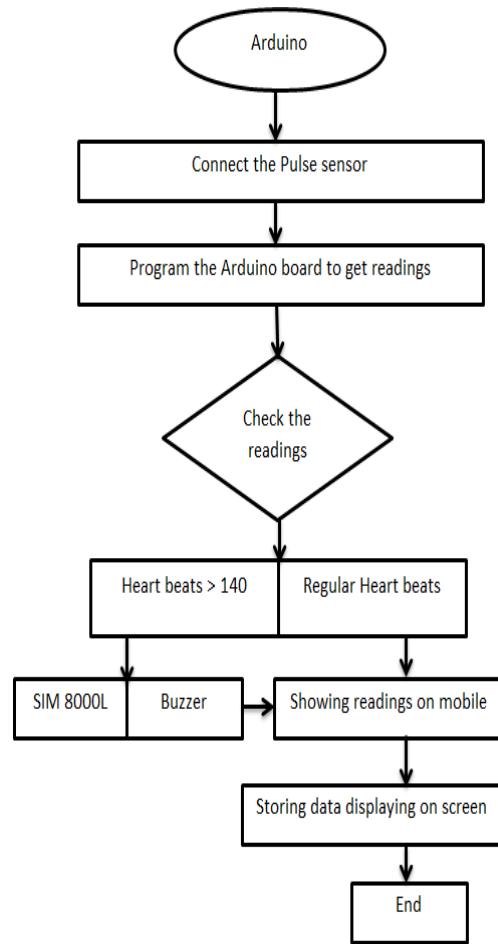 Arduino
Connect the Pulse sensor
Program the Arduino board to get readings
Check the
readings
Heart beats > 140
Regular Heart beats
SIM 8000L
Buzzer
Showing readings on mobile
Storing data displaying on screen
End